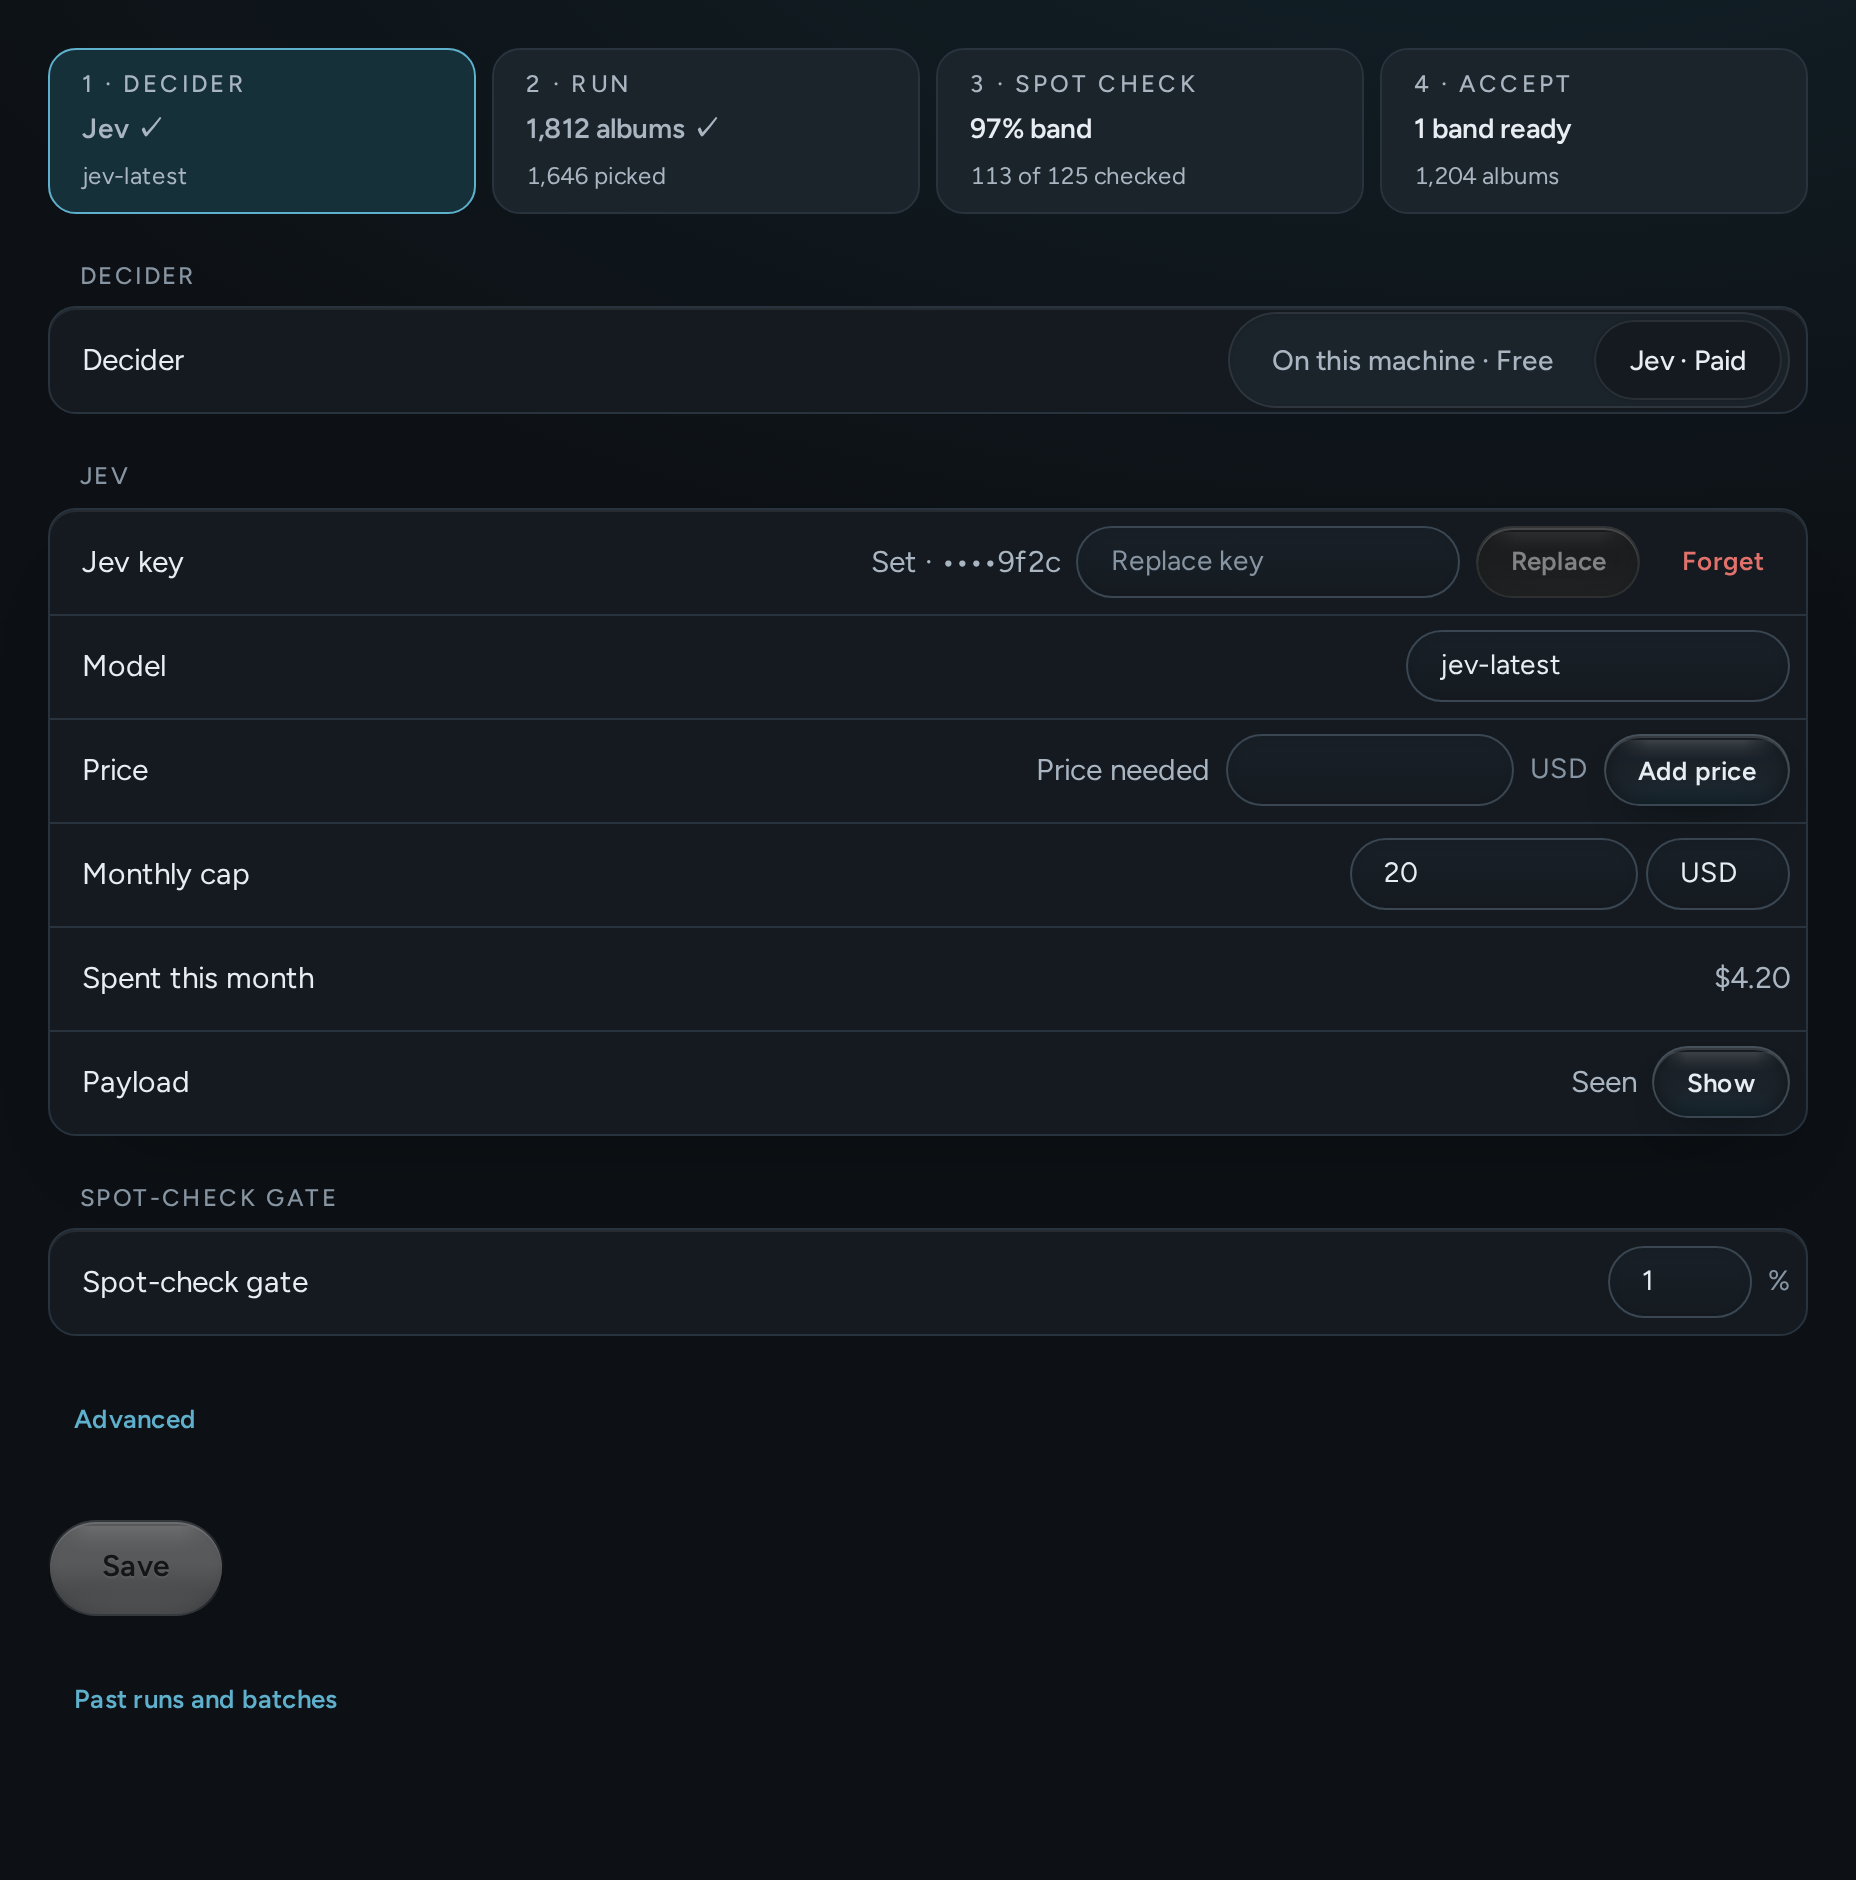 1 · DECIDER
Jev ✓
jev-latest
2 · RUN
1,812 albums ✓
1,646 picked
3 · SPOT CHECK
97% band
113 of 125 checked
4 · ACCEPT
1 band ready
1,204 albums
DECIDER
Decider On this machine · Free Jev · Paid
JEV
Jev key Set · ••••9f2c Replace key Replace Forget
Model jev-latest
Price Price needed USD Add price
Monthly cap 20 USD
Spent this month $4.20
Payload Seen Show
SPOT-CHECK GATE
Spot-check gate 1 %
Advanced
Save
Past runs and batches